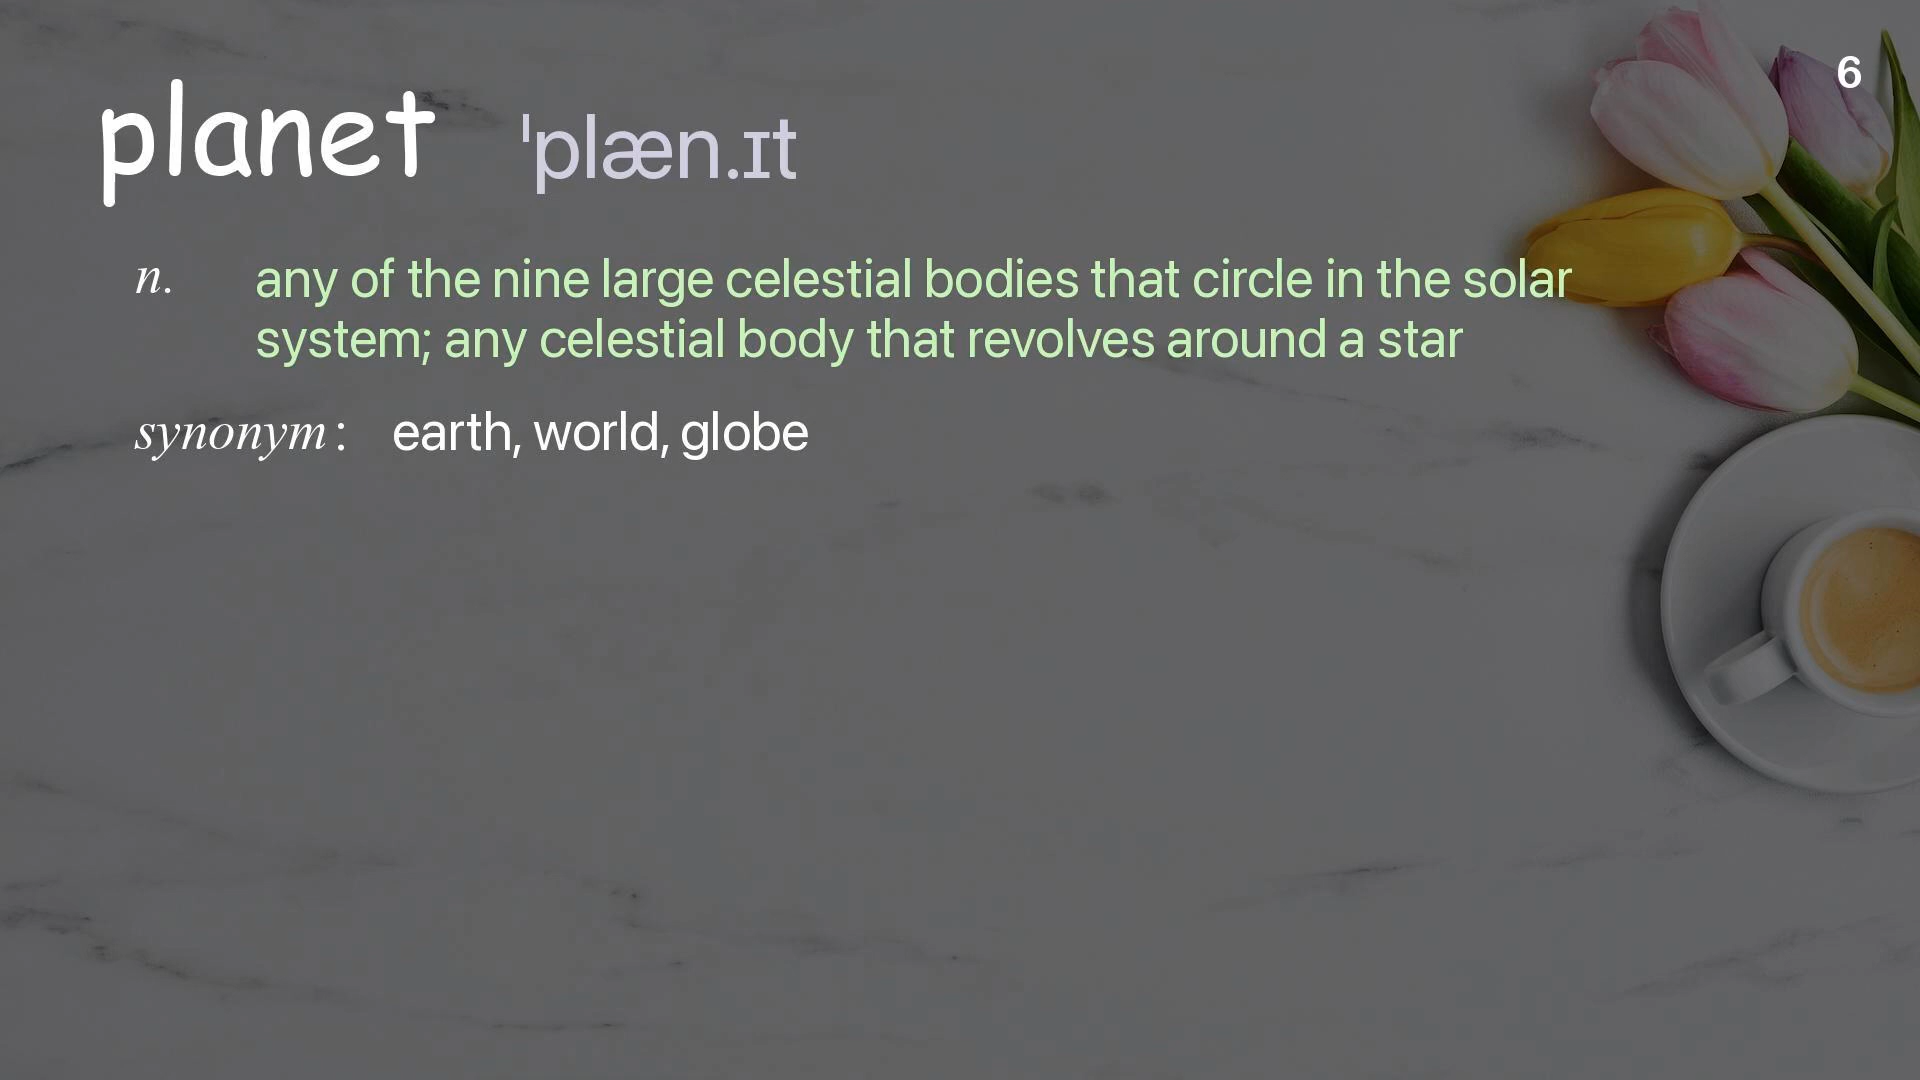 6
planet ˈplæn.ɪt
n. any of the nine large celestial bodies that circle in the solar
system; any celestial body that revolves around a star
synonym: earth, world, globe